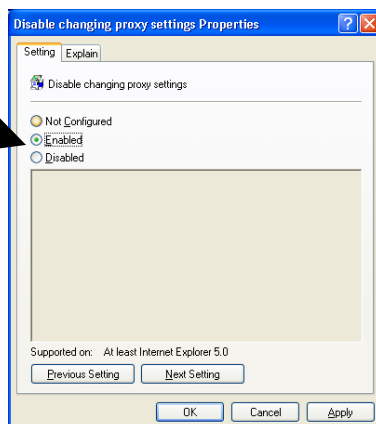 Disable changing proxy settings Properties
Setting Explain
Disable changing proxy settings
Not Configured
Enabled
Disabled
Supported on: At least Internet Explorer 5.0
Previous Setting Next Setting
OK Cancel Apply